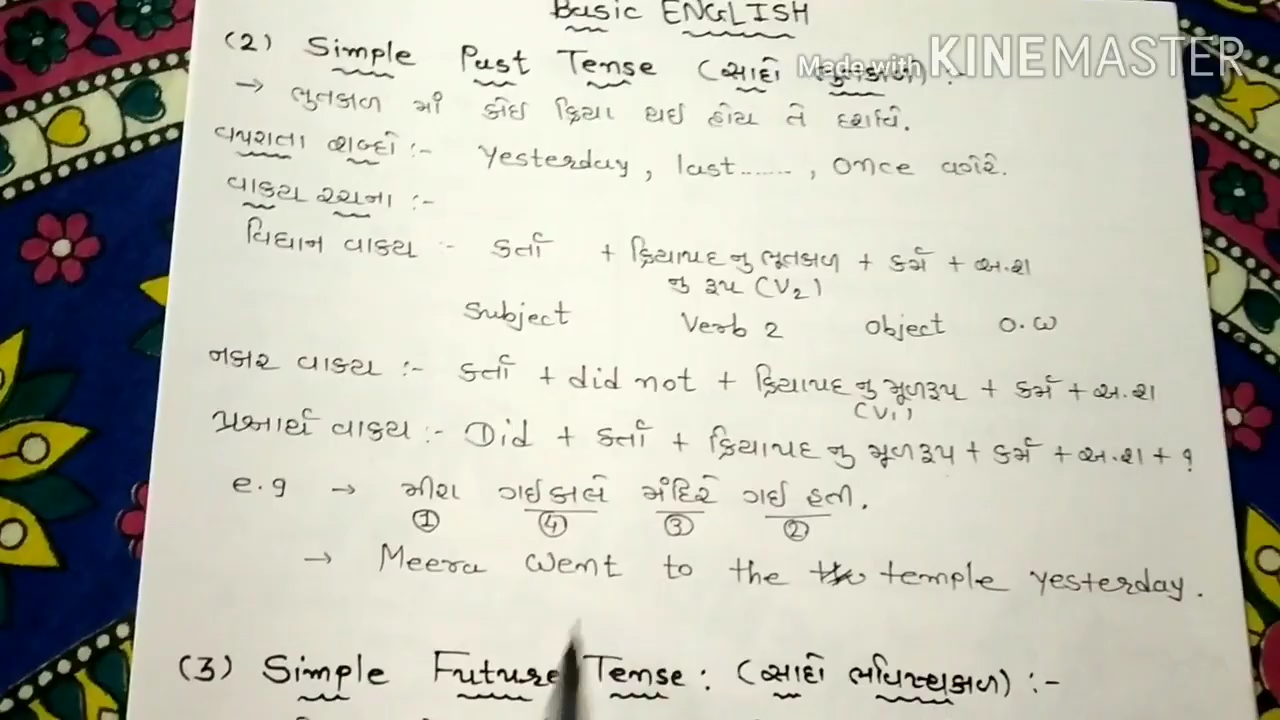 Basic ENGLISH
Made with KINEMASTER
(2) Simple Past Tense (સાદો ભુતકાળ) :-
→ ભુતકાળ માં કોઈ ક્રિયા થઈ હોય તે દર્શાવે.
વપરાતા શબ્દો :- Yesterday, last......., Once વગેરે.
વાક્ય રચના :-
વિધાન વાક્ય :- કર્તા + ક્રિયાપદ નુ ભૂતકાળ + કર્મ + અ.શ
નુ રૂપ (V2)
Subject Verb 2 Object O.W
નકાર વાક્ય :- કર્તા + did not + ક્રિયાપદ નુ મૂળરૂપ + કર્મ + અ.શ
(V1)
પ્રશ્નાર્થ વાક્ય :- Did + કર્તા + ક્રિયાપદ નુ મૂળરૂપ + કર્મ + અ.શ + ?
e.g → મીરા ગઈકાલે મંદિરે ગઈ હતી.
① ④ ③ ②
→ Meera went to the temple yesterday.
(3) Simple Future Tense : (સાદો ભવિષ્યકાળ) :-